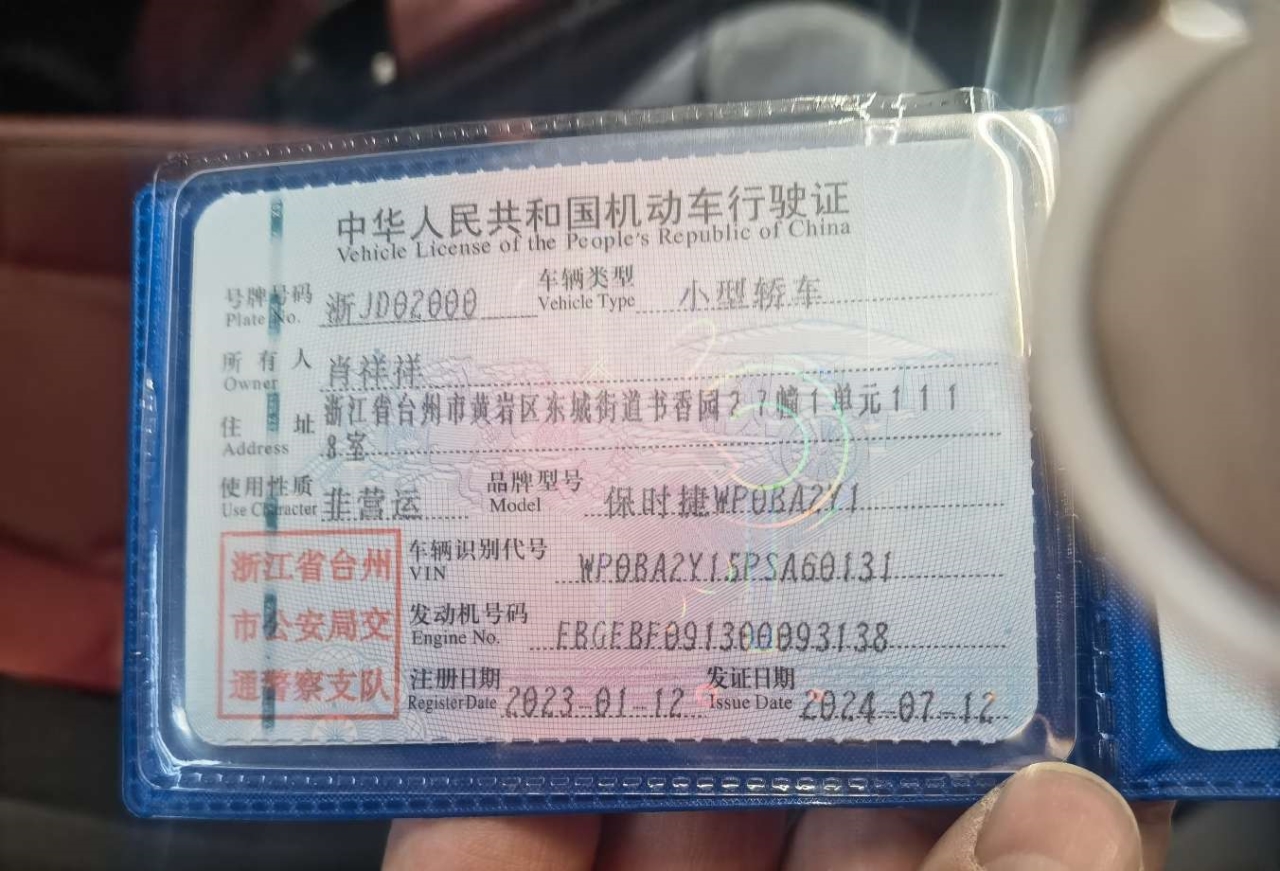 中华人民共和国机动车行驶证
Vehicle License of the People's Republic of China
号牌号码 浙JD02000 车辆类型 小型轿车
Plate No. Vehicle Type
所有人 肖祥祥
Owner
住址 浙江省台州市黄岩区东城街道书香园27幢1单元111
Address 8室
使用性质 非营运 品牌型号 保时捷WP0BA2Y1
Use Character Model
浙江省台州
市公安局交
通警察支队
车辆识别代号 WP0BA2Y15PSA60131
VIN
发动机号码 EBGEBF091300093138
Engine No.
注册日期 2023-01-12 发证日期 2024-07-12
Register Date Issue Date